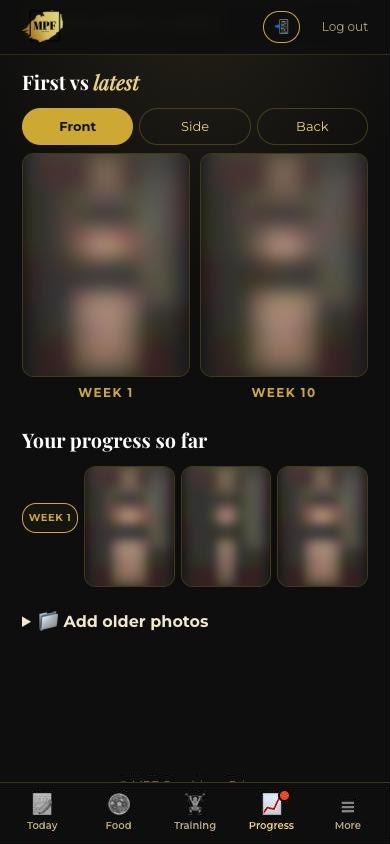 MPF
Log out
First vs latest
Front
Side
Back
WEEK 1
WEEK 10
Your progress so far
WEEK 1
Add older photos
Today
Food
Training
Progress
More